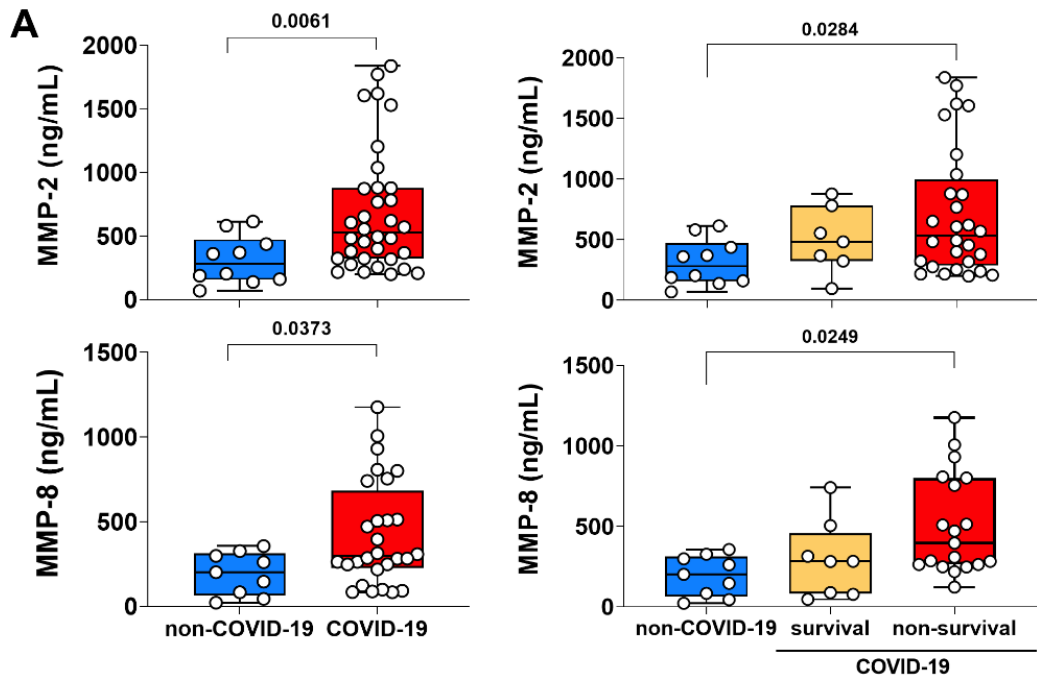 A
0.0061
MMP-2 (ng/mL)
2000
1500
1000
500
0
0.0284
MMP-2 (ng/mL)
2000
1500
1000
500
0
0.0373
MMP-8 (ng/mL)
1500
1000
500
0
non-COVID-19 COVID-19
0.0249
MMP-8 (ng/mL)
1500
1000
500
0
non-COVID-19 survival non-survival
COVID-19